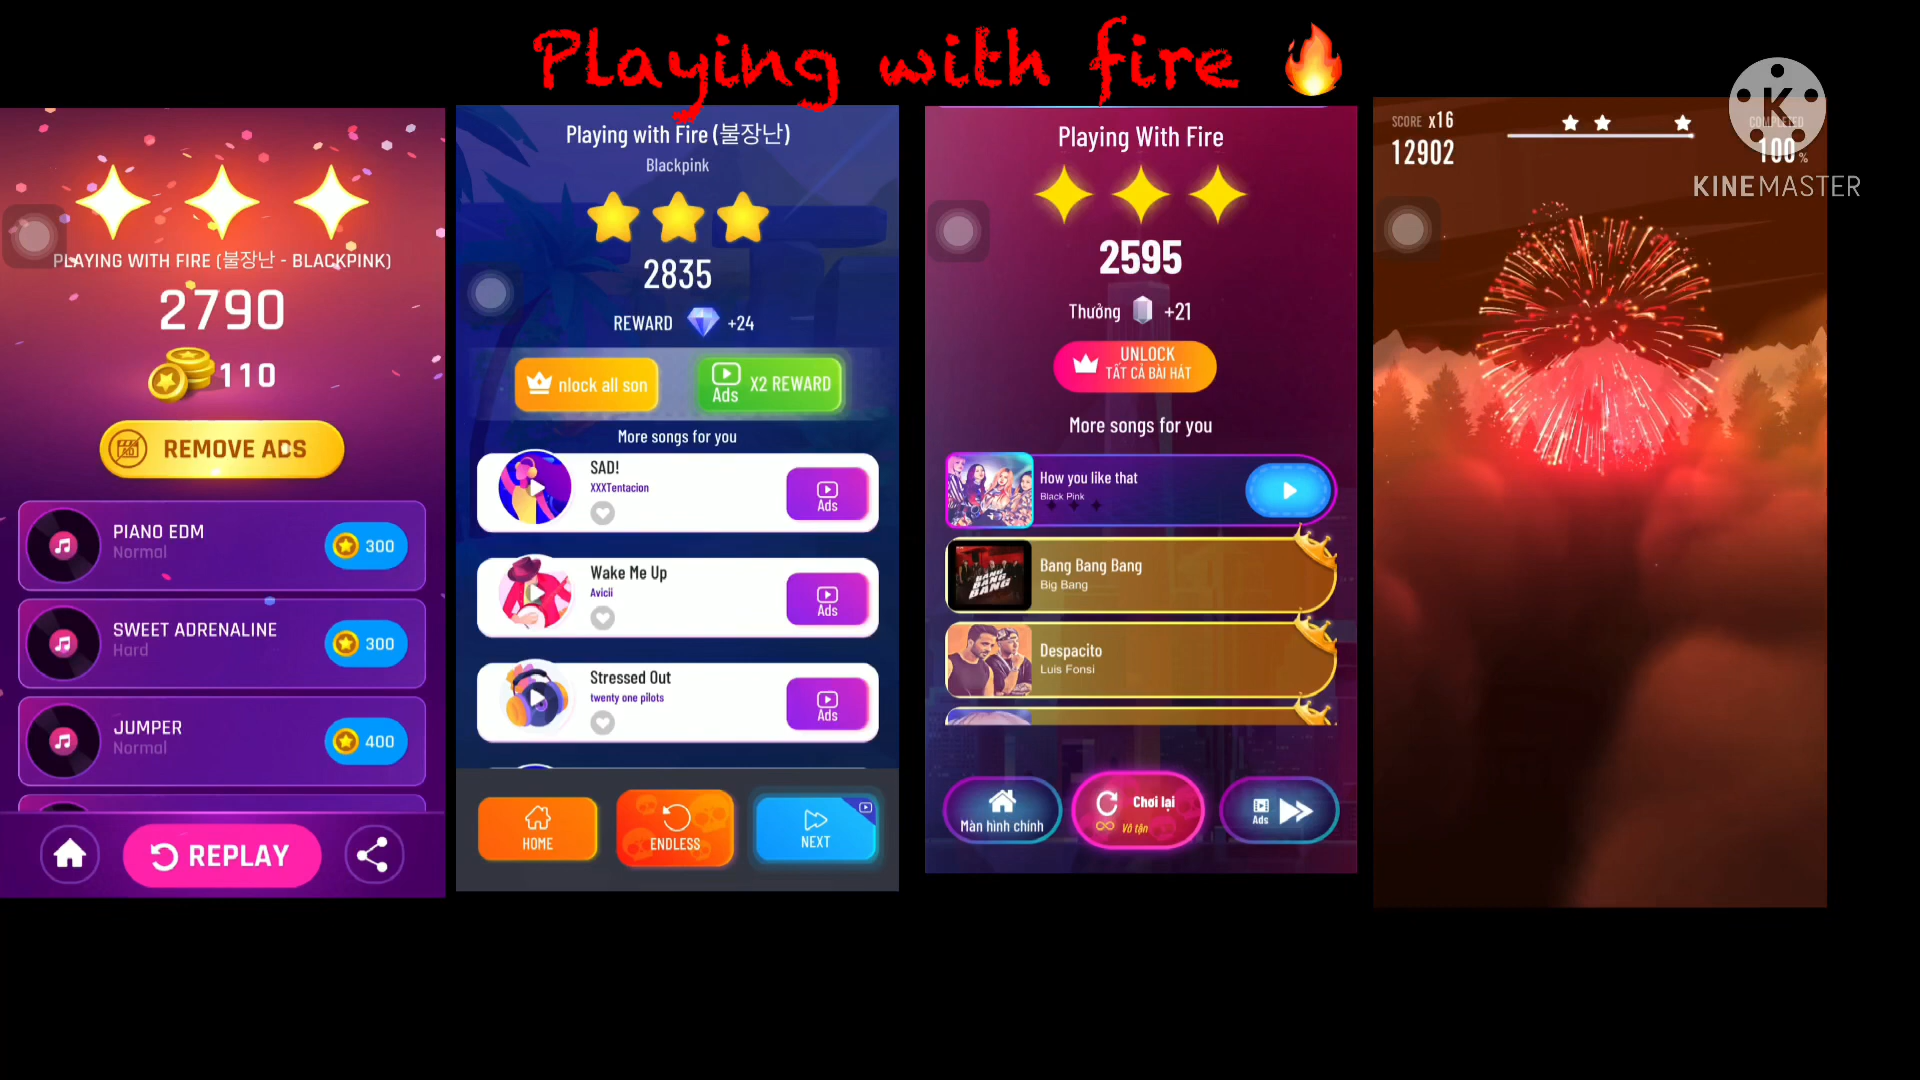 Playing with fire
PLAYING WITH FIRE (불장난 - BLACKPINK)
2790
110
REMOVE ADS
PIANO EDM
Normal
300
SWEET ADRENALINE
Hard
300
JUMPER
Normal
400
REPLAY
Playing with Fire (불장난)
Blackpink
2835
REWARD +24
nlock all son
Ads X2 REWARD
More songs for you
SAD!
XXXTentacion
Ads
Wake Me Up
Avicii
Ads
Stressed Out
twenty one pilots
Ads
HOME
ENDLESS
NEXT
Playing With Fire
2595
Thưởng +21
UNLOCK
TẤT CẢ BÀI HÁT
More songs for you
How you like that
Black Pink
BANG BANG BANG
Bang Bang Bang
Big Bang
Despacito
Luis Fonsi
Màn hình chính
Chơi lại
Vô tận
Ads
SCORE x16
12902
COMPLETED
100%
K
KINEMASTER